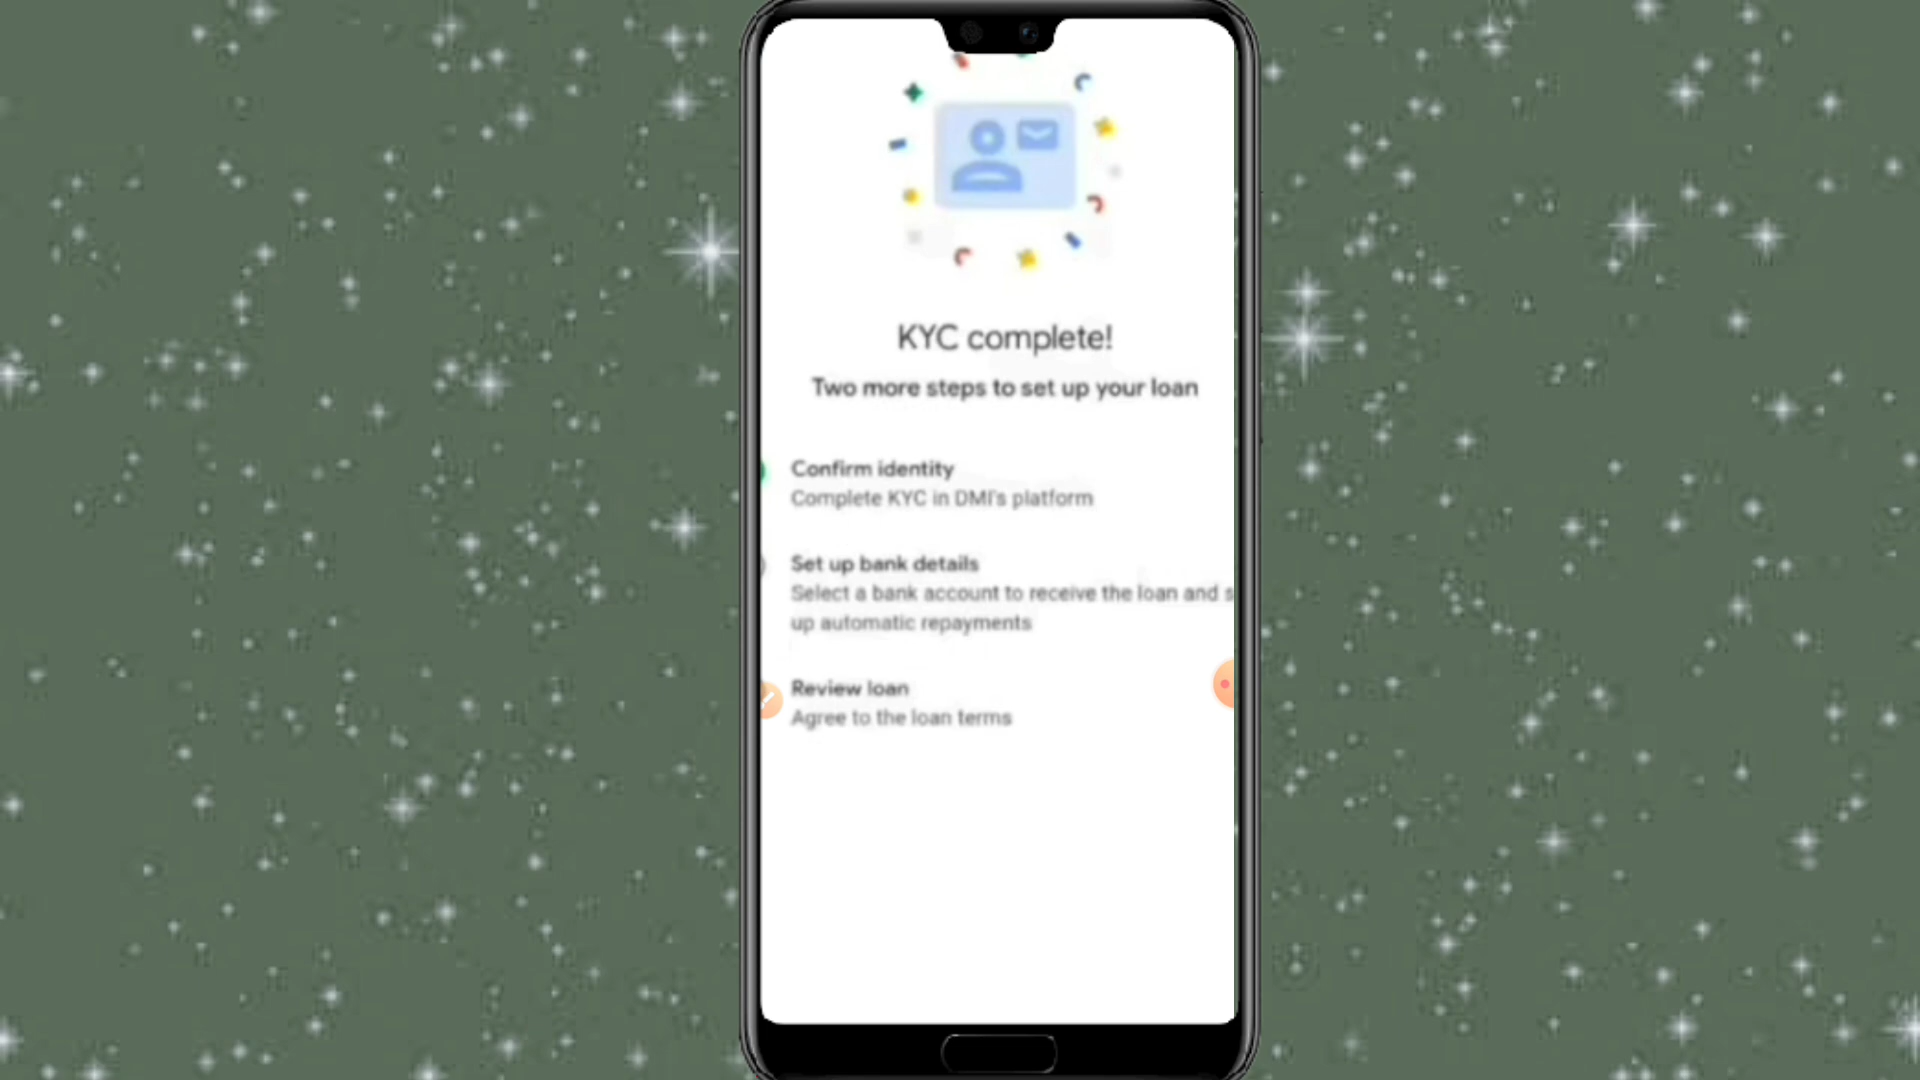 KYC complete!
Two more steps to set up your loan
Confirm identity
Complete KYC in DMI's platform
Set up bank details
Select a bank account to receive the loan and s
up automatic repayments
Review loan
Agree to the loan terms